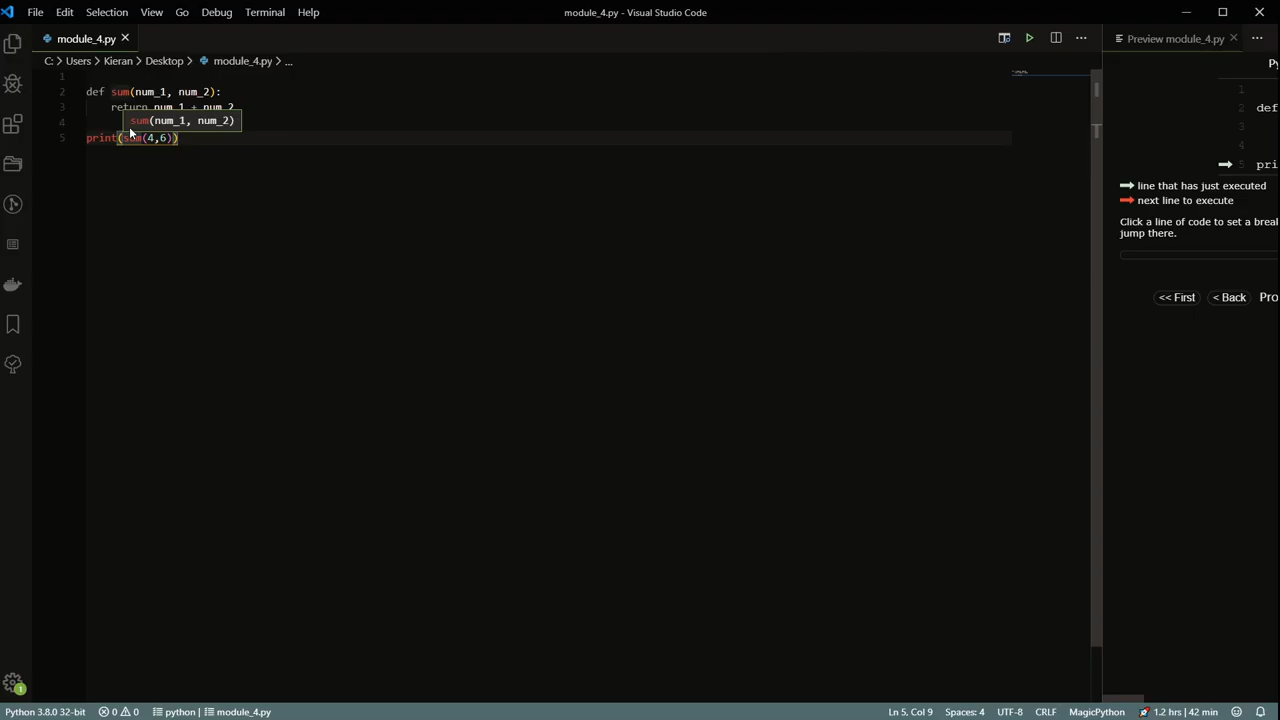 File Edit Selection View Go Debug Terminal Help
module_4.py - Visual Studio Code
module_4.py
Preview module_4.py
C: > Users > Kieran > Desktop > module_4.py > ...
1
2 def sum(num_1, num_2):
3 return num_1 + num_2
sum(num_1, num_2)
4
5 print(sum(4,6))
Py
1
2 def
3
4
5 pri
line that has just executed
next line to execute
Click a line of code to set a break
jump there.
<< First < Back Pro
1
Python 3.8.0 32-bit 0 0 python | module_4.py
Ln 5, Col 9 Spaces: 4 UTF-8 CRLF MagicPython 1.2 hrs | 42 min